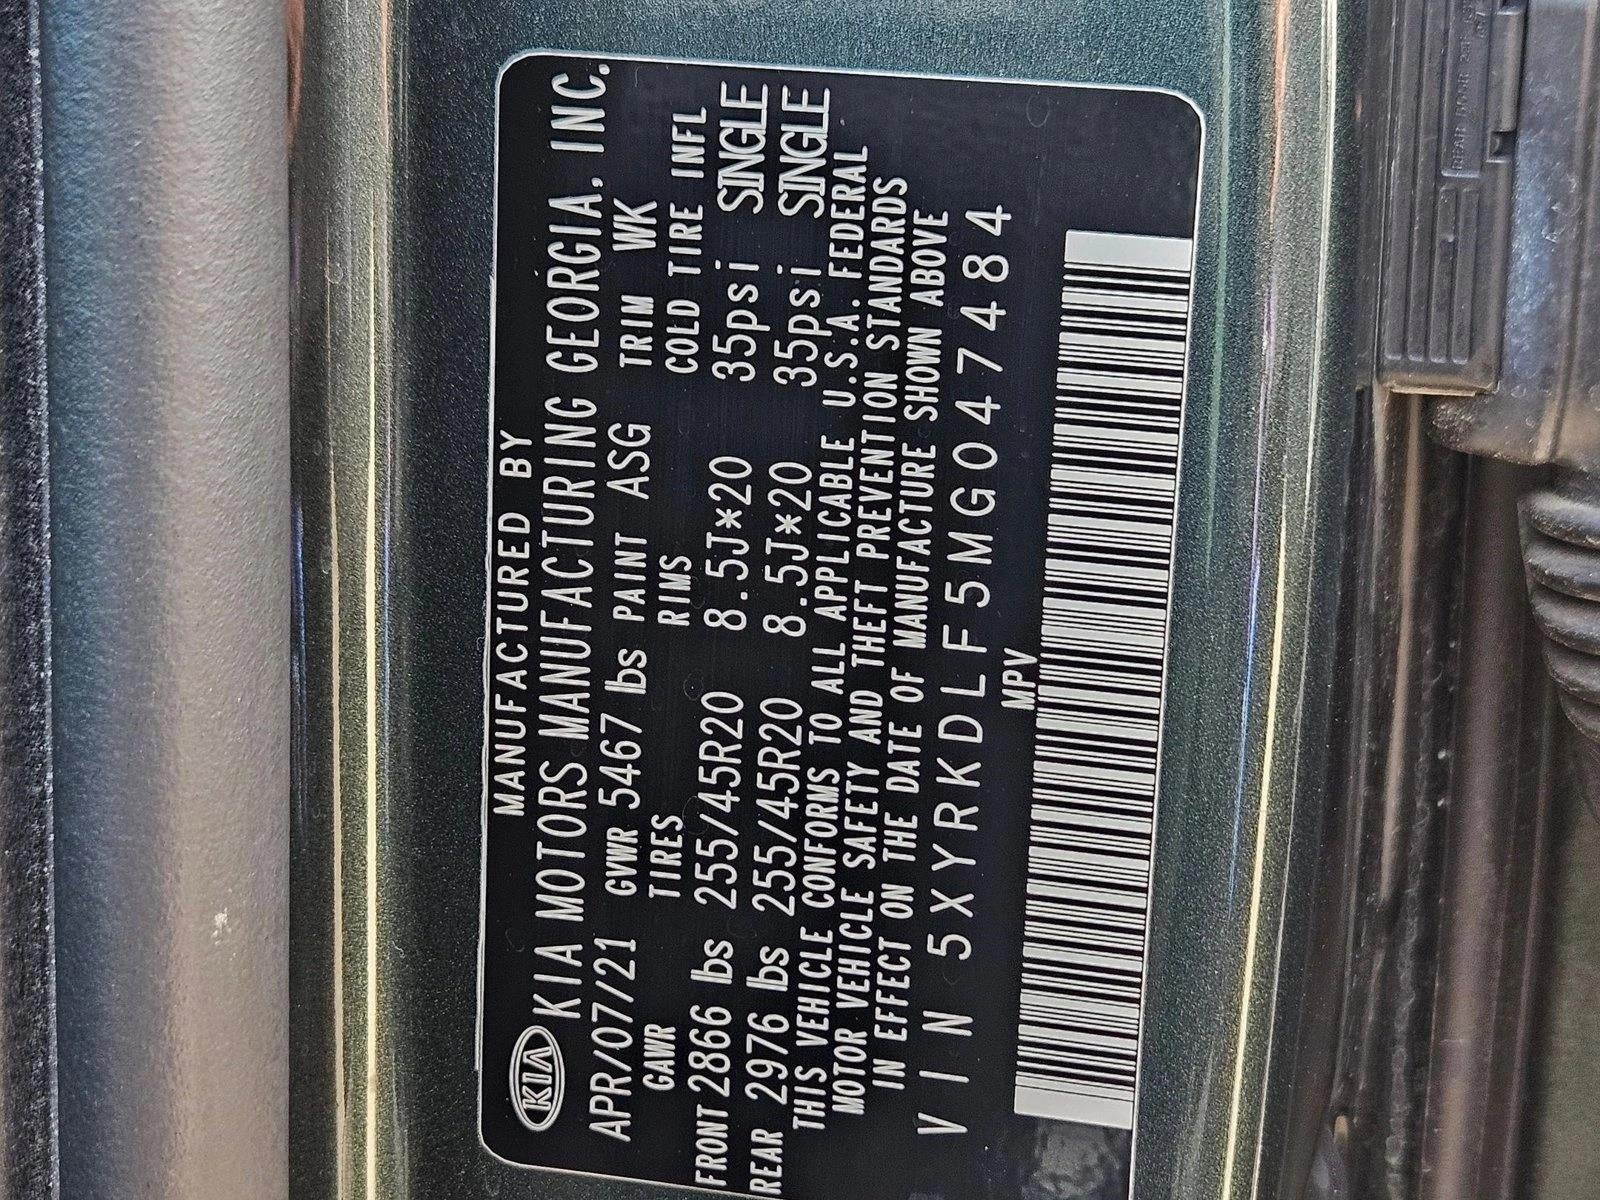 MANUFACTURED BY
KIA KIA MOTORS MANUFACTURING GEORGIA, INC.
APR/07/21 GVWR 5467 lbs PAINT ASG TRIM WK
GAWR TIRES RIMS COLD TIRE INFL
FRONT 2866 lbs 255/45R20 8.5J*20 35psi SINGLE
REAR 2976 lbs 255/45R20 8.5J*20 35psi SINGLE
THIS VEHICLE CONFORMS TO ALL APPLICABLE U.S.A. FEDERAL
MOTOR VEHICLE SAFETY AND THEFT PREVENTION STANDARDS
IN EFFECT ON THE DATE OF MANUFACTURE SHOWN ABOVE
VIN 5XYRKDLF5MG047484
MPV
REAR DOOR